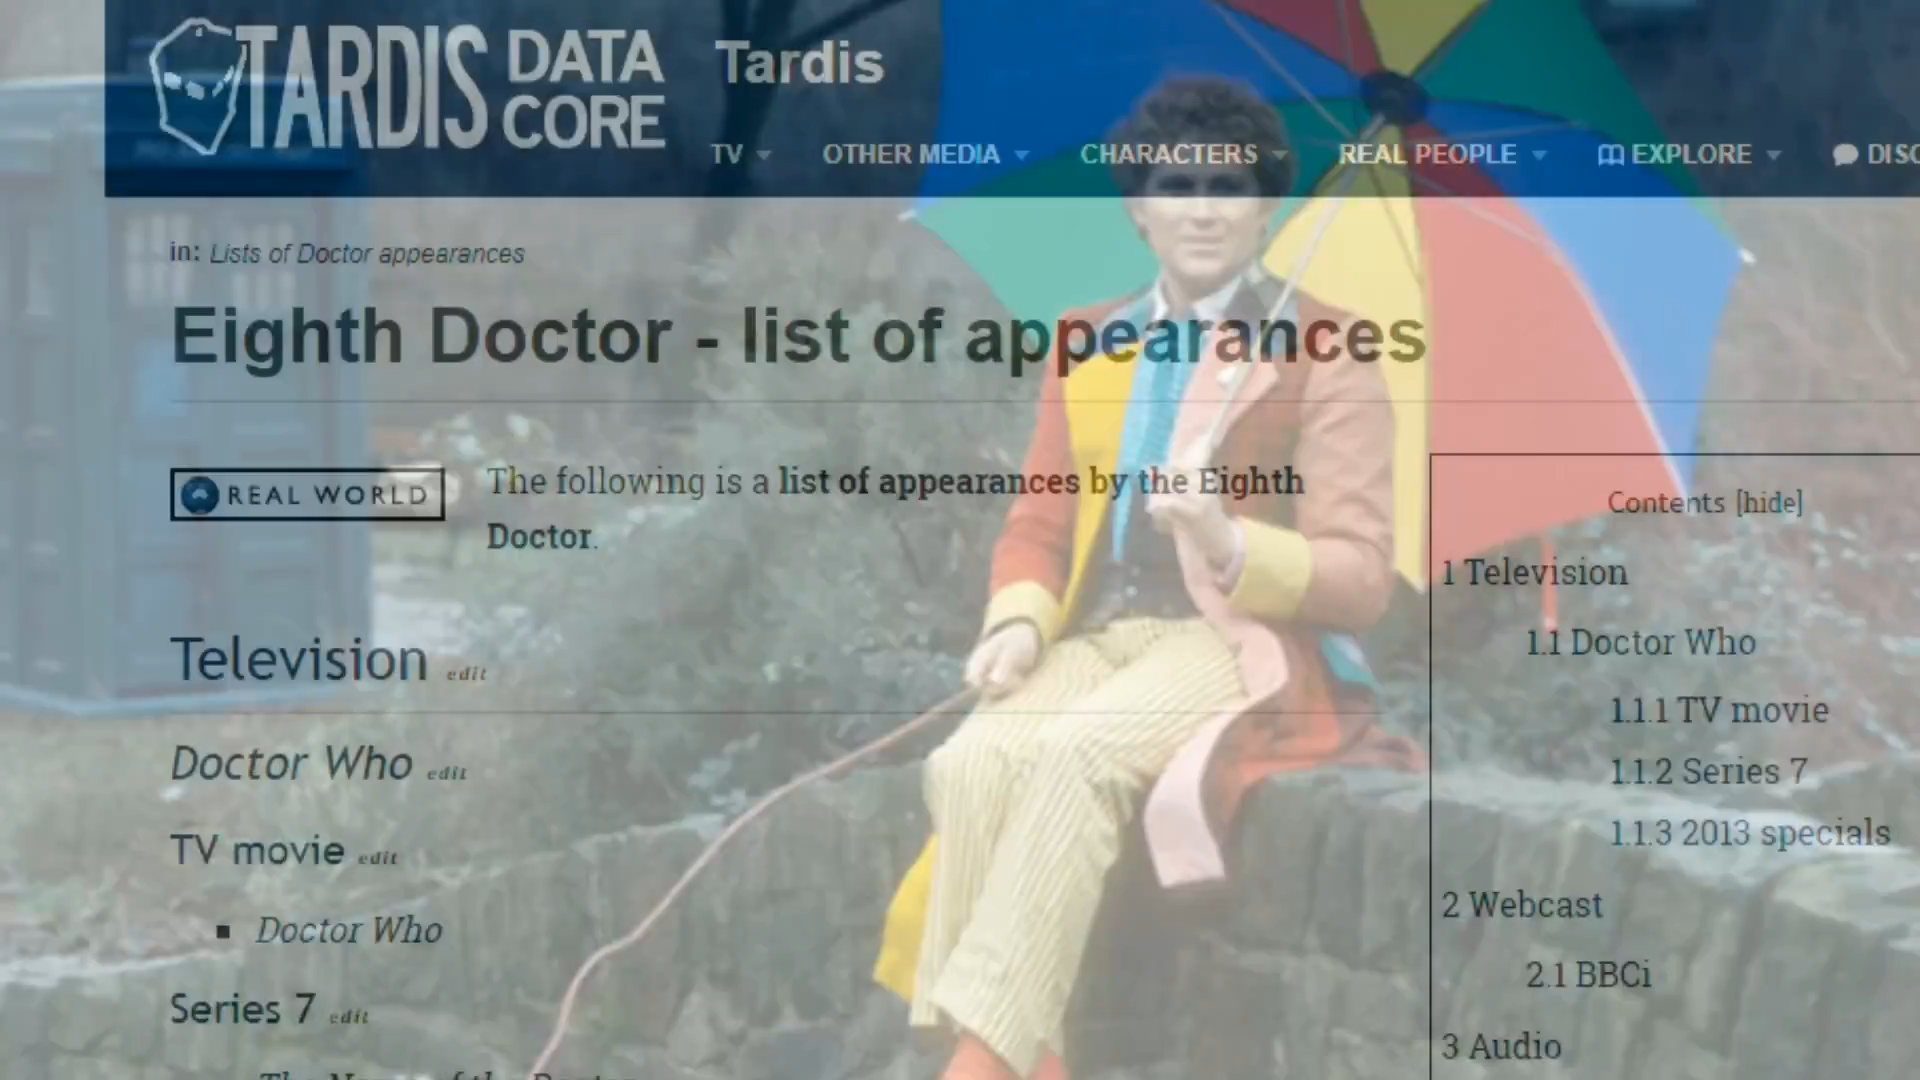 TARDIS DATA CORE
Tardis
TV OTHER MEDIA CHARACTERS REAL PEOPLE EXPLORE DISC
in: Lists of Doctor appearances
Eighth Doctor - list of appearances
REAL WORLD
The following is a list of appearances by the Eighth
Doctor.
Television edit
Doctor Who edit
TV movie edit
Doctor Who
Series 7 edit
Contents [hide]
1 Television
1.1 Doctor Who
1.1.1 TV movie
1.1.2 Series 7
1.1.3 2013 specials
2 Webcast
2.1 BBCi
3 Audio